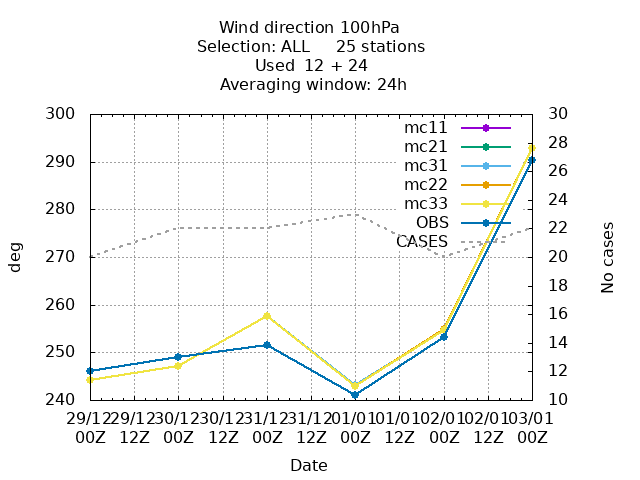 Wind direction 100hPa
Selection: ALL 25 stations
Used 12 + 24
Averaging window: 24h
300 30
mc11
mc21 28
290 mc31 26
mc22
mc33 24
280 OBS
22
CASES
deg 270 20 No cases
18
260 16
14
250 12
240 10
29/12 29/12 30/12 30/12 31/12 31/12 01/01 01/01 02/01 02/01 03/01
00Z 12Z 00Z 12Z 00Z 12Z 00Z 12Z 00Z 12Z 00Z
Date